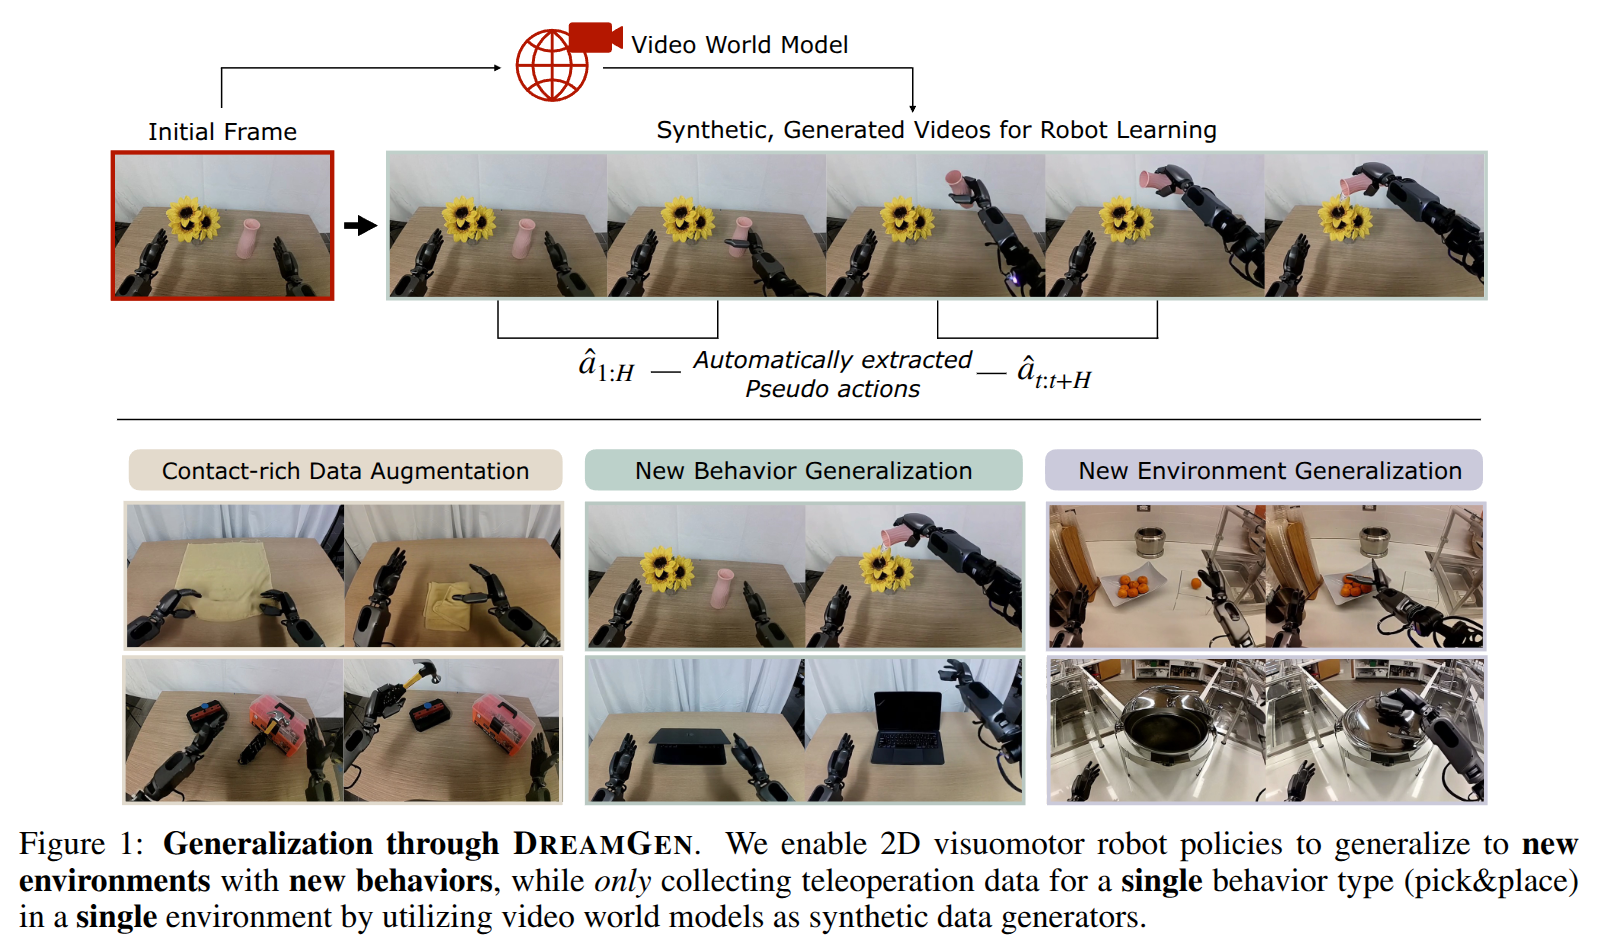 Video World Model
Initial Frame
Synthetic, Generated Videos for Robot Learning
â1:H — Automatically extracted — ât:t+H
Pseudo actions
Contact-rich Data Augmentation
New Behavior Generalization
New Environment Generalization
Figure 1: Generalization through DREAMGEN. We enable 2D visuomotor robot policies to generalize to new
environments with new behaviors, while only collecting teleoperation data for a single behavior type (pick&place)
in a single environment by utilizing video world models as synthetic data generators.